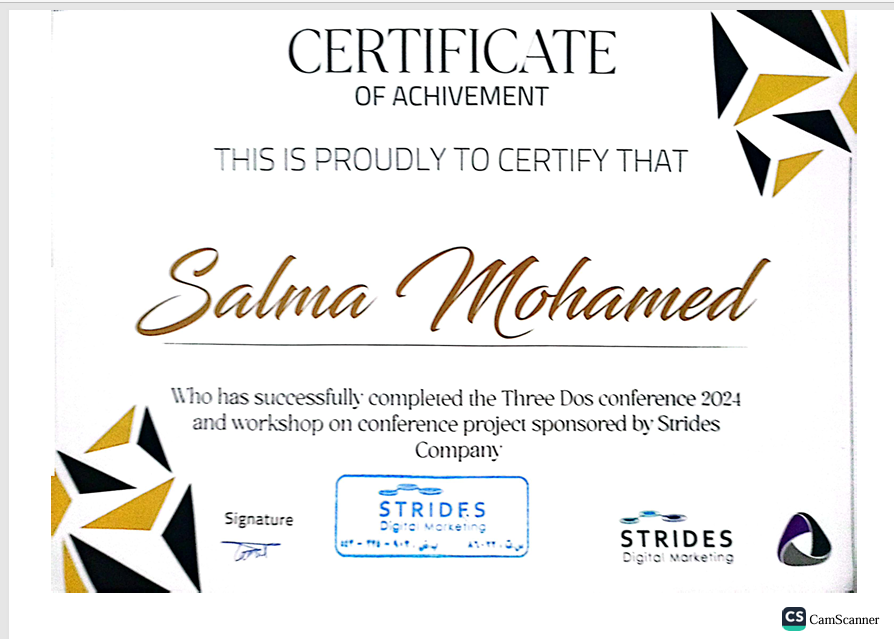 CERTIFICATE
OF ACHIVEMENT
THIS IS PROUDLY TO CERTIFY THAT
Salma Mohamed
Who has successfully completed the Three Dos conference 2024
and workshop on conference project sponsored by Strides
Company
Signature
STRIDES
Digital Marketing
STRIDES
Digital Marketing
CS CamScanner